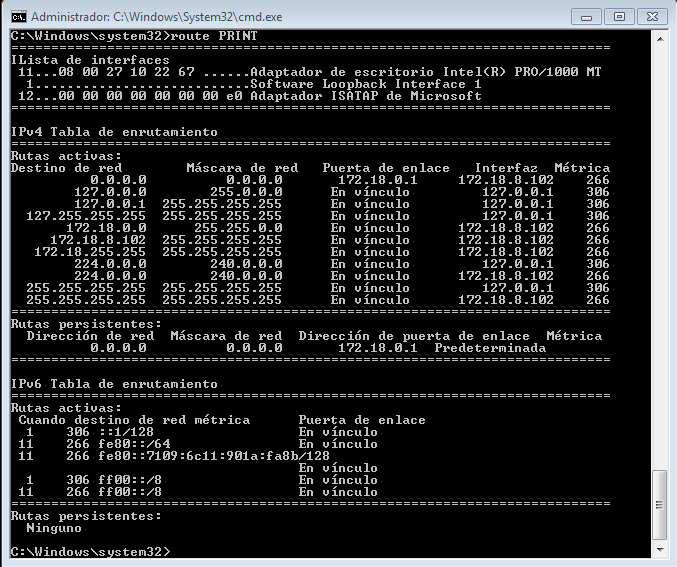 Administrador: C:\Windows\System32\cmd.exe
C:\Windows\system32>route PRINT
===========================================================================
ILista de interfaces
 11...08 00 27 10 22 67 ......Adaptador de escritorio Intel(R) PRO/1000 MT
  1...........................Software Loopback Interface 1
 12...00 00 00 00 00 00 00 e0 Adaptador ISATAP de Microsoft
===========================================================================
IPv4 Tabla de enrutamiento
===========================================================================
Rutas activas:
Destino de red        Máscara de red   Puerta de enlace   Interfaz  Métrica
          0.0.0.0          0.0.0.0       172.18.0.1     172.18.8.102    266
        127.0.0.0        255.0.0.0      En vínculo         127.0.0.1    306
        127.0.0.1  255.255.255.255      En vínculo         127.0.0.1    306
  127.255.255.255  255.255.255.255      En vínculo         127.0.0.1    306
       172.18.0.0      255.255.0.0      En vínculo      172.18.8.102    266
     172.18.8.102  255.255.255.255      En vínculo      172.18.8.102    266
   172.18.255.255  255.255.255.255      En vínculo      172.18.8.102    266
        224.0.0.0        240.0.0.0      En vínculo         127.0.0.1    306
        224.0.0.0        240.0.0.0      En vínculo      172.18.8.102    266
  255.255.255.255  255.255.255.255      En vínculo         127.0.0.1    306
  255.255.255.255  255.255.255.255      En vínculo      172.18.8.102    266
===========================================================================
Rutas persistentes:
  Dirección de red  Máscara de red  Dirección de puerta de enlace  Métrica
          0.0.0.0          0.0.0.0       172.18.0.1  Predeterminada
===========================================================================
IPv6 Tabla de enrutamiento
===========================================================================
Rutas activas:
 Cuando destino de red métrica      Puerta de enlace
  1    306 ::1/128                  En vínculo
 11    266 fe80::/64                En vínculo
 11    266 fe80::7109:6c11:901a:fa8b/128
                                    En vínculo
  1    306 ff00::/8                 En vínculo
 11    266 ff00::/8                 En vínculo
===========================================================================
Rutas persistentes:
  Ninguno
C:\Windows\system32>